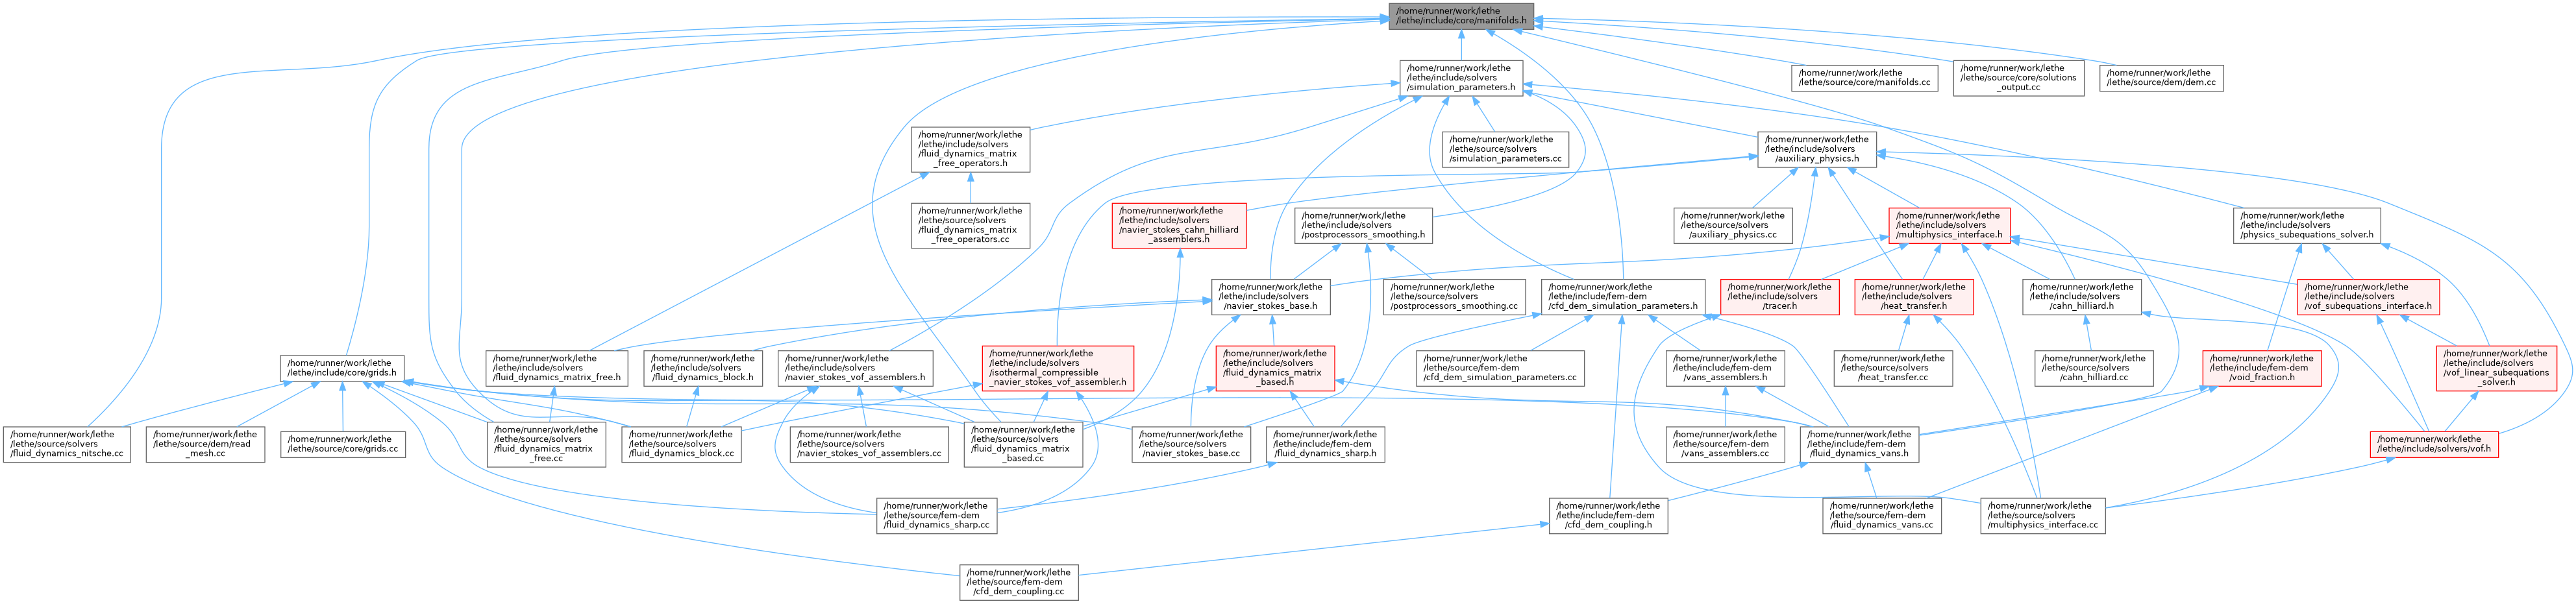 /home/runner/work/lethe
/lethe/include/core/manifolds.h
/home/runner/work/lethe
/lethe/include/solvers
/simulation_parameters.h
/home/runner/work/lethe
/lethe/source/core/manifolds.cc
/home/runner/work/lethe
/lethe/source/core/solutions
_output.cc
/home/runner/work/lethe
/lethe/source/dem/dem.cc
/home/runner/work/lethe
/lethe/include/solvers
/fluid_dynamics_matrix
_free_operators.h
/home/runner/work/lethe
/lethe/source/solvers
/simulation_parameters.cc
/home/runner/work/lethe
/lethe/include/solvers
/auxiliary_physics.h
/home/runner/work/lethe
/lethe/source/solvers
/fluid_dynamics_matrix
_free_operators.cc
/home/runner/work/lethe
/lethe/include/solvers
/navier_stokes_cahn_hilliard
_assemblers.h
/home/runner/work/lethe
/lethe/include/solvers
/postprocessors_smoothing.h
/home/runner/work/lethe
/lethe/source/solvers
/auxiliary_physics.cc
/home/runner/work/lethe
/lethe/include/solvers
/multiphysics_interface.h
/home/runner/work/lethe
/lethe/include/solvers
/physics_subequations_solver.h
/home/runner/work/lethe
/lethe/include/solvers
/navier_stokes_base.h
/home/runner/work/lethe
/lethe/source/solvers
/postprocessors_smoothing.cc
/home/runner/work/lethe
/lethe/include/fem-dem
/cfd_dem_simulation_parameters.h
/home/runner/work/lethe
/lethe/include/solvers
/tracer.h
/home/runner/work/lethe
/lethe/include/solvers
/heat_transfer.h
/home/runner/work/lethe
/lethe/include/solvers
/cahn_hilliard.h
/home/runner/work/lethe
/lethe/include/solvers
/vof_subequations_interface.h
/home/runner/work/lethe
/lethe/include/core/grids.h
/home/runner/work/lethe
/lethe/include/solvers
/fluid_dynamics_matrix_free.h
/home/runner/work/lethe
/lethe/include/solvers
/fluid_dynamics_block.h
/home/runner/work/lethe
/lethe/include/solvers
/navier_stokes_vof_assemblers.h
/home/runner/work/lethe
/lethe/include/solvers
/isothermal_compressible
_navier_stokes_vof_assembler.h
/home/runner/work/lethe
/lethe/include/solvers
/fluid_dynamics_matrix
_based.h
/home/runner/work/lethe
/lethe/source/fem-dem
/cfd_dem_simulation_parameters.cc
/home/runner/work/lethe
/lethe/include/fem-dem
/vans_assemblers.h
/home/runner/work/lethe
/lethe/source/solvers
/heat_transfer.cc
/home/runner/work/lethe
/lethe/source/solvers
/cahn_hilliard.cc
/home/runner/work/lethe
/lethe/include/fem-dem
/void_fraction.h
/home/runner/work/lethe
/lethe/include/solvers
/vof_linear_subequations
_solver.h
/home/runner/work/lethe
/lethe/source/solvers
/fluid_dynamics_nitsche.cc
/home/runner/work/lethe
/lethe/source/dem/read
_mesh.cc
/home/runner/work/lethe
/lethe/source/core/grids.cc
/home/runner/work/lethe
/lethe/source/solvers
/fluid_dynamics_matrix
_free.cc
/home/runner/work/lethe
/lethe/source/solvers
/fluid_dynamics_block.cc
/home/runner/work/lethe
/lethe/source/solvers
/navier_stokes_vof_assemblers.cc
/home/runner/work/lethe
/lethe/source/solvers
/fluid_dynamics_matrix
_based.cc
/home/runner/work/lethe
/lethe/source/solvers
/navier_stokes_base.cc
/home/runner/work/lethe
/lethe/include/fem-dem
/fluid_dynamics_sharp.h
/home/runner/work/lethe
/lethe/source/fem-dem
/vans_assemblers.cc
/home/runner/work/lethe
/lethe/include/fem-dem
/fluid_dynamics_vans.h
/home/runner/work/lethe
/lethe/include/solvers/vof.h
/home/runner/work/lethe
/lethe/source/fem-dem
/fluid_dynamics_sharp.cc
/home/runner/work/lethe
/lethe/include/fem-dem
/cfd_dem_coupling.h
/home/runner/work/lethe
/lethe/source/fem-dem
/fluid_dynamics_vans.cc
/home/runner/work/lethe
/lethe/source/solvers
/multiphysics_interface.cc
/home/runner/work/lethe
/lethe/source/fem-dem
/cfd_dem_coupling.cc